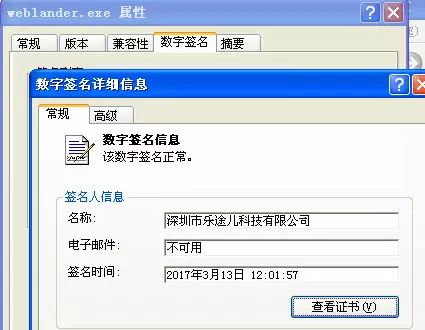 weblander.exe 属性
常规 版本 兼容性 数字签名 摘要
数字签名详细信息
常规 高级
数字签名信息
该数字签名正常。
签名人信息
名称: 深圳市乐途儿科技有限公司
电子邮件: 不可用
签名时间: 2017年3月13日 12:01:57
查看证书(V)